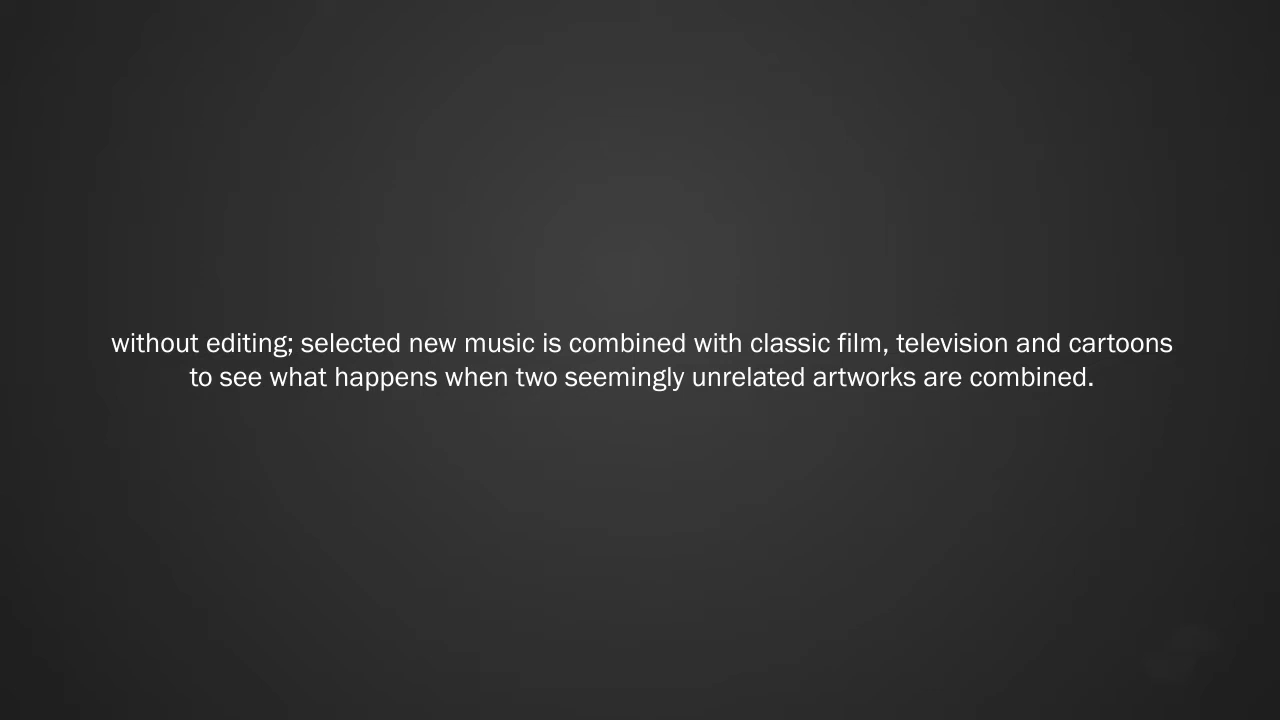 without editing; selected new music is combined with classic film, television and cartoons
to see what happens when two seemingly unrelated artworks are combined.